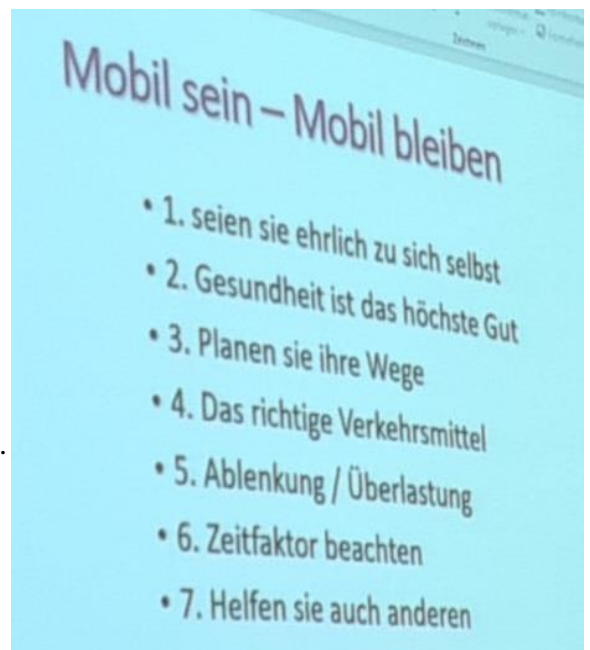 Zeichnen
Mobil sein – Mobil bleiben
• 1. seien sie ehrlich zu sich selbst
• 2. Gesundheit ist das höchste Gut
• 3. Planen sie ihre Wege
• 4. Das richtige Verkehrsmittel
• 5. Ablenkung / Überlastung
• 6. Zeitfaktor beachten
• 7. Helfen sie auch anderen